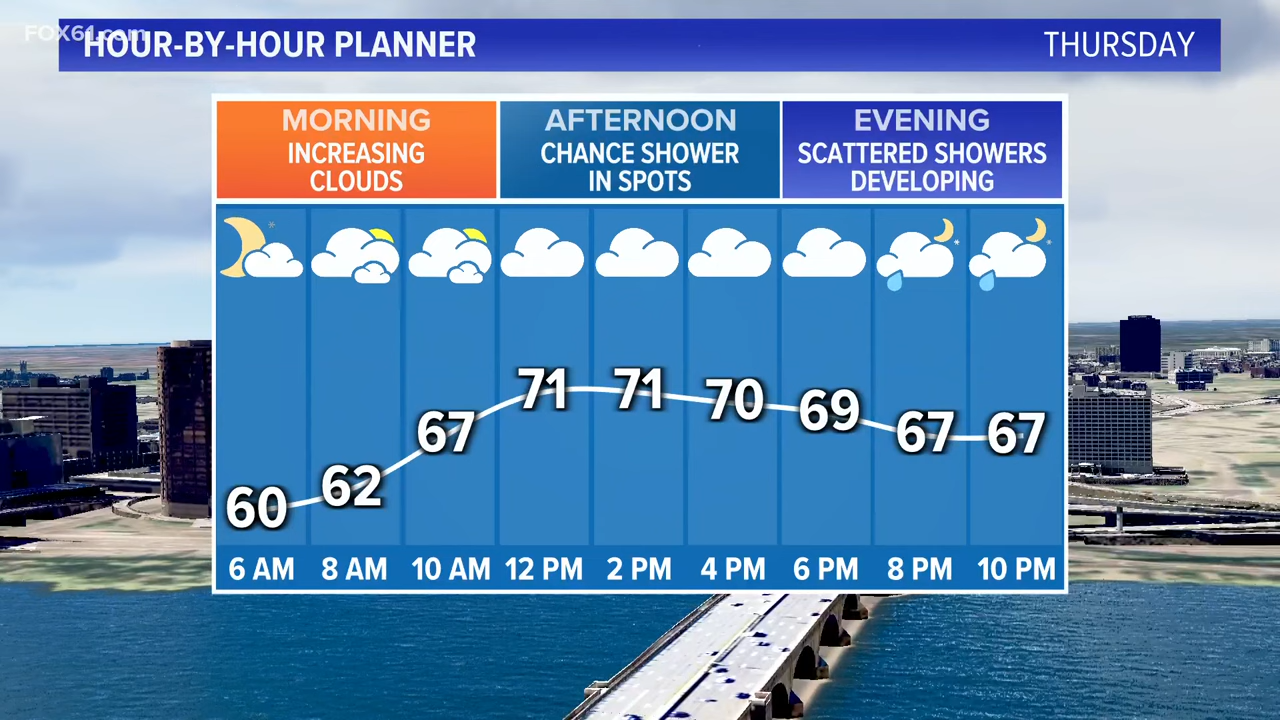 FOX61.com
HOUR-BY-HOUR PLANNER
THURSDAY
MORNING
INCREASING
CLOUDS
AFTERNOON
CHANCE SHOWER
IN SPOTS
EVENING
SCATTERED SHOWERS
DEVELOPING
60 62 67 71 71 70 69 67 67
6 AM 8 AM 10 AM 12 PM 2 PM 4 PM 6 PM 8 PM 10 PM